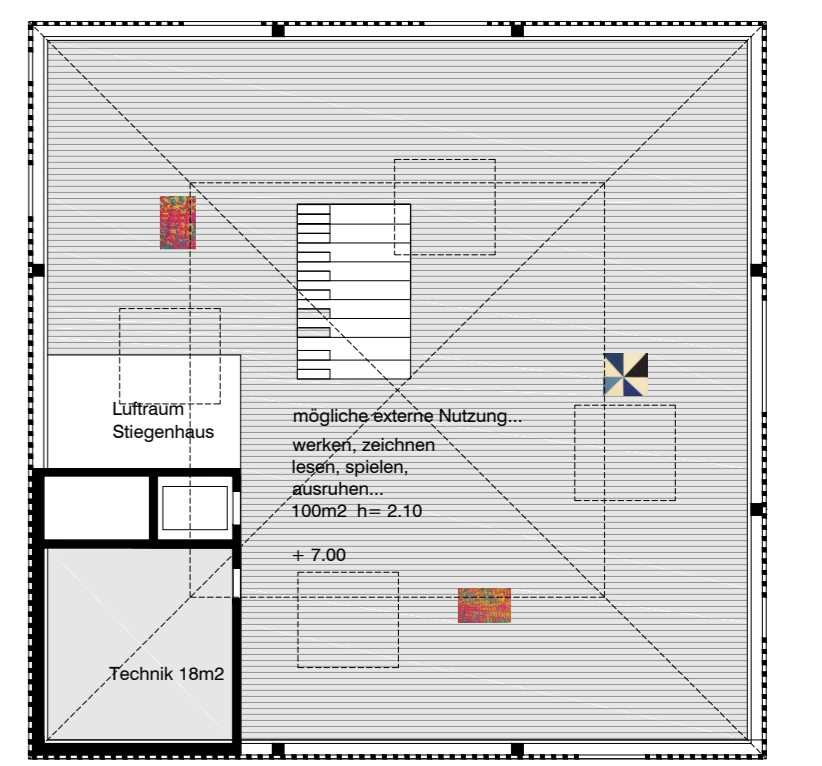 Luftraum
Stiegenhaus
mögliche externe Nutzung...
werken, zeichnen
lesen, spielen,
ausruhen...
100m2  h= 2.10
+ 7.00
Technik 18m2